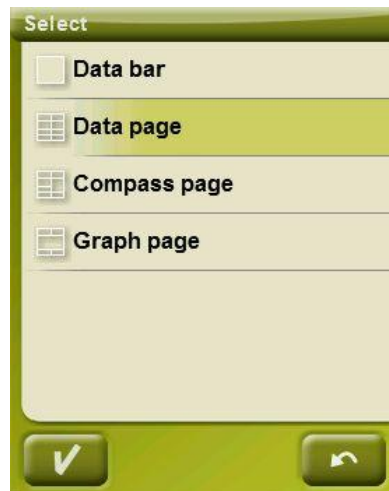 Select
Data bar
Data page
Compass page
Graph page